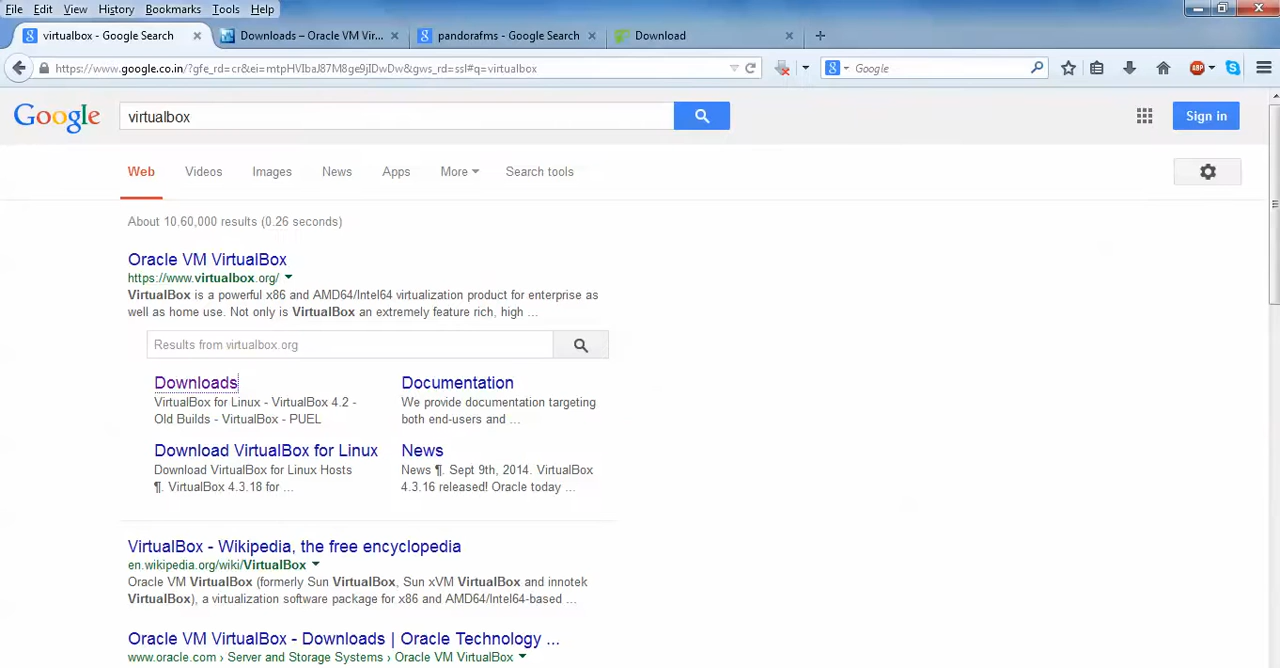 File Edit View History Bookmarks Tools Help
virtualbox - Google Search Downloads – Oracle VM Vir... pandorafms - Google Search Download
https://www.google.co.in/?gfe_rd=cr&ei=mtpHVIbaJ87M8ge9jIDwDw&gws_rd=ssl#q=virtualbox Google
Google virtualbox Sign in
Web Videos Images News Apps More Search tools
About 10,60,000 results (0.26 seconds)
Oracle VM VirtualBox
https://www.virtualbox.org/
VirtualBox is a powerful x86 and AMD64/Intel64 virtualization product for enterprise as
well as home use. Not only is VirtualBox an extremely feature rich, high ...
Results from virtualbox.org
Downloads
VirtualBox for Linux - VirtualBox 4.2 -
Old Builds - VirtualBox - PUEL
Documentation
We provide documentation targeting
both end-users and ...
Download VirtualBox for Linux
Download VirtualBox for Linux Hosts
¶. VirtualBox 4.3.18 for ...
News
News ¶. Sept 9th, 2014. VirtualBox
4.3.16 released! Oracle today ...
VirtualBox - Wikipedia, the free encyclopedia
en.wikipedia.org/wiki/VirtualBox
Oracle VM VirtualBox (formerly Sun VirtualBox, Sun xVM VirtualBox and innotek
VirtualBox), a virtualization software package for x86 and AMD64/Intel64-based ...
Oracle VM VirtualBox - Downloads | Oracle Technology ...
www.oracle.com › Server and Storage Systems › Oracle VM VirtualBox